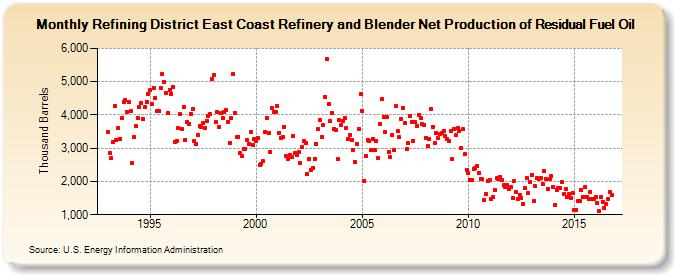 Monthly Refining District East Coast Refinery and Blender Net Production of Residual Fuel Oil
Thousand Barrels
6,000
5,000
4,000
3,000
2,000
1,000
1995 2000 2005 2010 2015
Source: U.S. Energy Information Administration